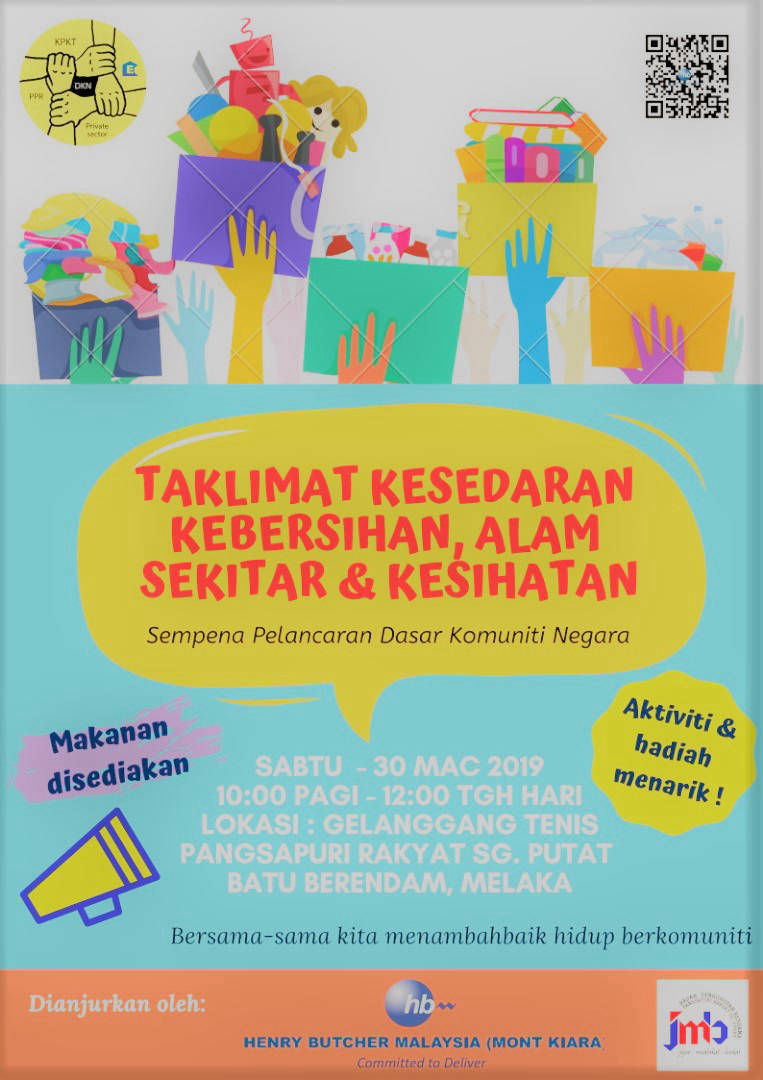 KPKT
DKN
PPR
Private
sector
TAKLIMAT KESEDARAN
KEBERSIHAN, ALAM
SEKITAR & KESIHATAN
Sempena Pelancaran Dasar Komuniti Negara
Makanan
disediakan
Aktiviti &
hadiah
menarik !
SABTU - 30 MAC 2019
10:00 PAGI - 12:00 TGH HARI
LOKASI : GELANGGANG TENIS
PANGSAPURI RAKYAT SG. PUTAT
BATU BERENDAM, MELAKA
Bersama-sama kita menambahbaik hidup berkomuniti
Dianjurkan oleh:
hb
HENRY BUTCHER MALAYSIA (MONT KIARA)
Committed to Deliver
jmb